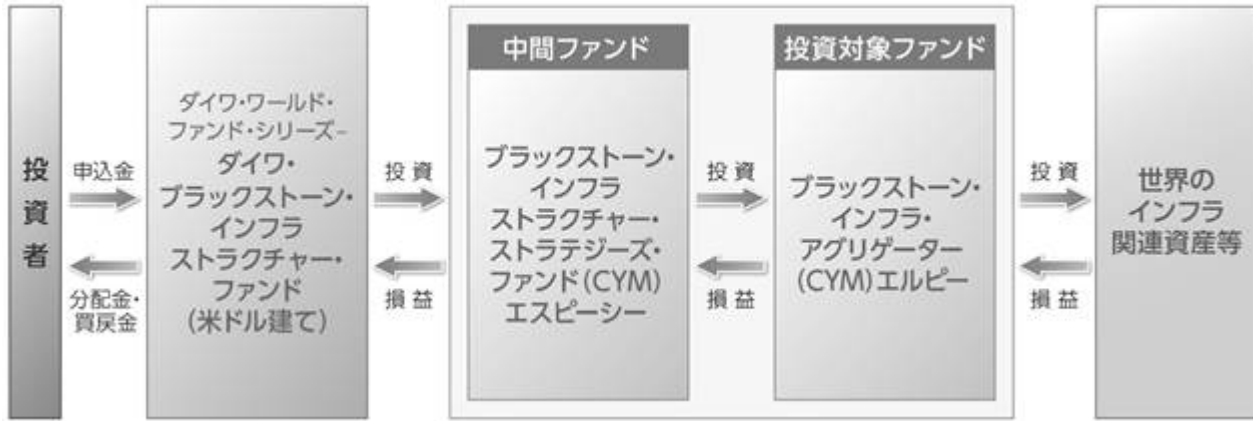 投資者
申込金
分配金・
買戻金
ダイワ・ワールド・
ファンド・シリーズ–
ダイワ・
ブラックストーン・
インフラ
ストラクチャー・
ファンド
(米ドル建て)
投資
損益
中間ファンド
ブラックストーン・
インフラ
ストラクチャー・
ストラテジーズ・
ファンド(CYM)
エスピーシー
投資
損益
投資対象ファンド
ブラックストーン・
インフラ・
アグリゲーター
(CYM)エルピー
投資
損益
世界の
インフラ
関連資産等